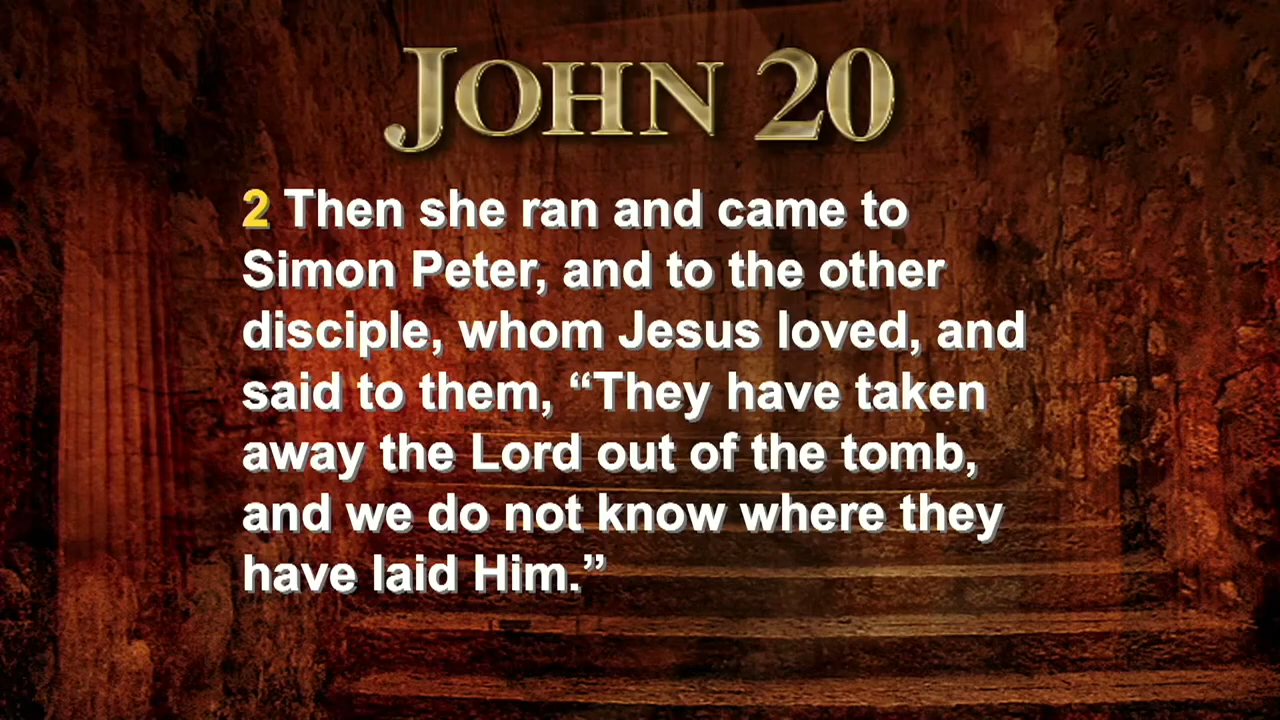 JOHN 20
2 Then she ran and came to
Simon Peter, and to the other
disciple, whom Jesus loved, and
said to them, “They have taken
away the Lord out of the tomb,
and we do not know where they
have laid Him.”